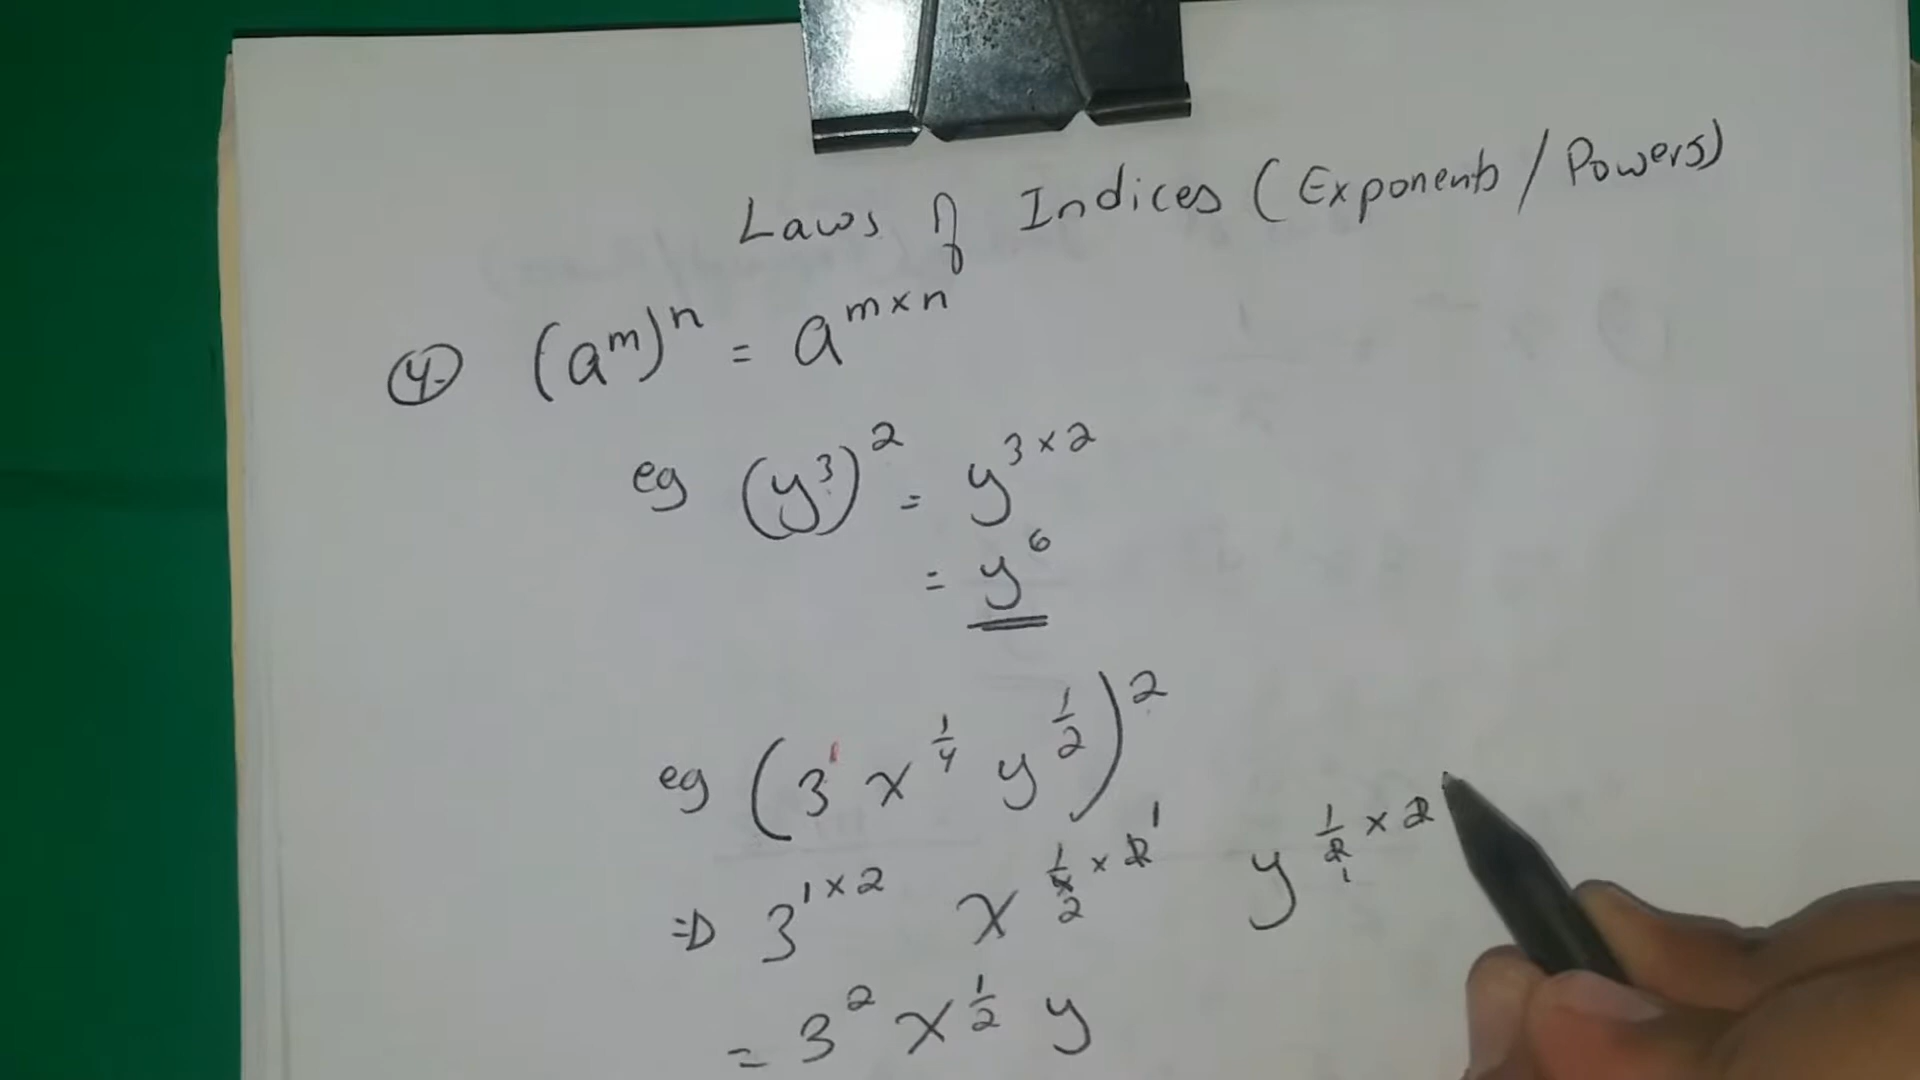 Laws of Indices (Exponents / Powers)
④ (a^m)^n = a^(m × n)
eg (y^3)^2 = y^(3 × 2)
= y^6
eg (3^1 x^(1/4) y^(1/2))^2
⇒ 3^(1 × 2) x^(1/4 × 2) y^(1/2 × 2)
= 3^2 x^(1/2) y